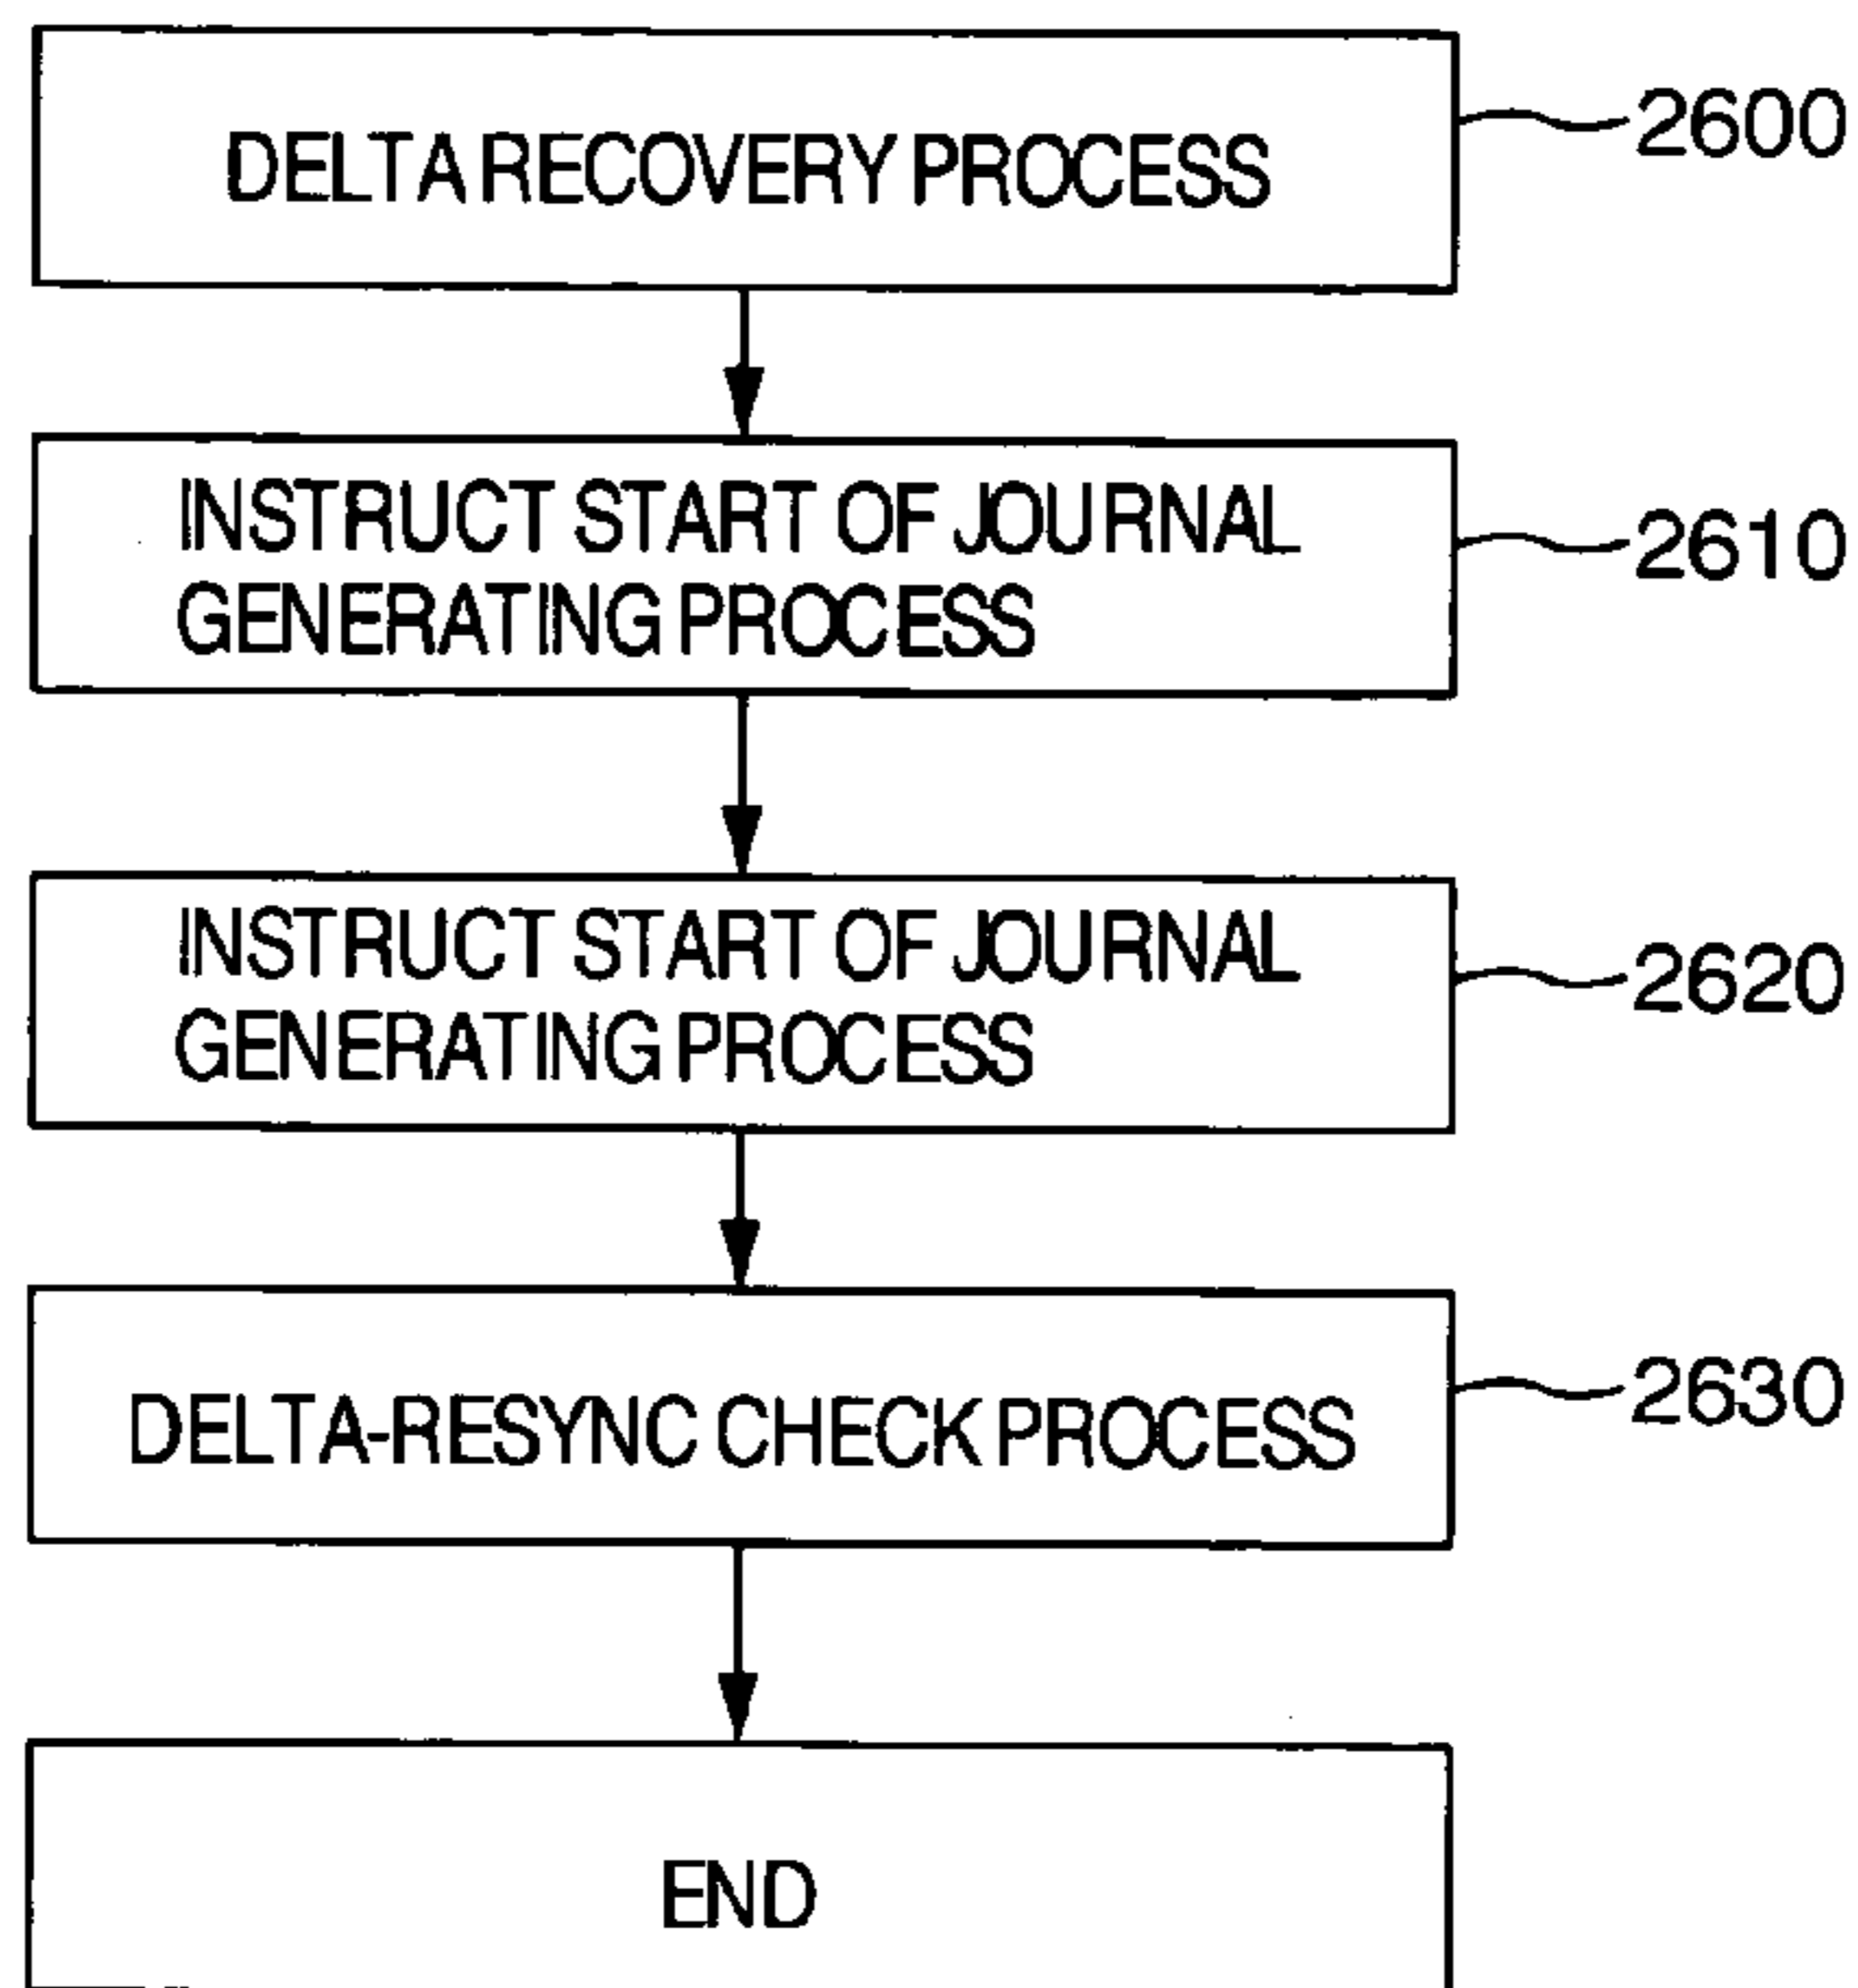 DELTA RECOVERY PROCESS
2600
INSTRUCT START OF JOURNAL
GENERATING PROCESS
2610
INSTRUCT START OF JOURNAL
GENERATING PROCESS
2620
DELTA-RESYNC CHECK PROCESS
2630
END